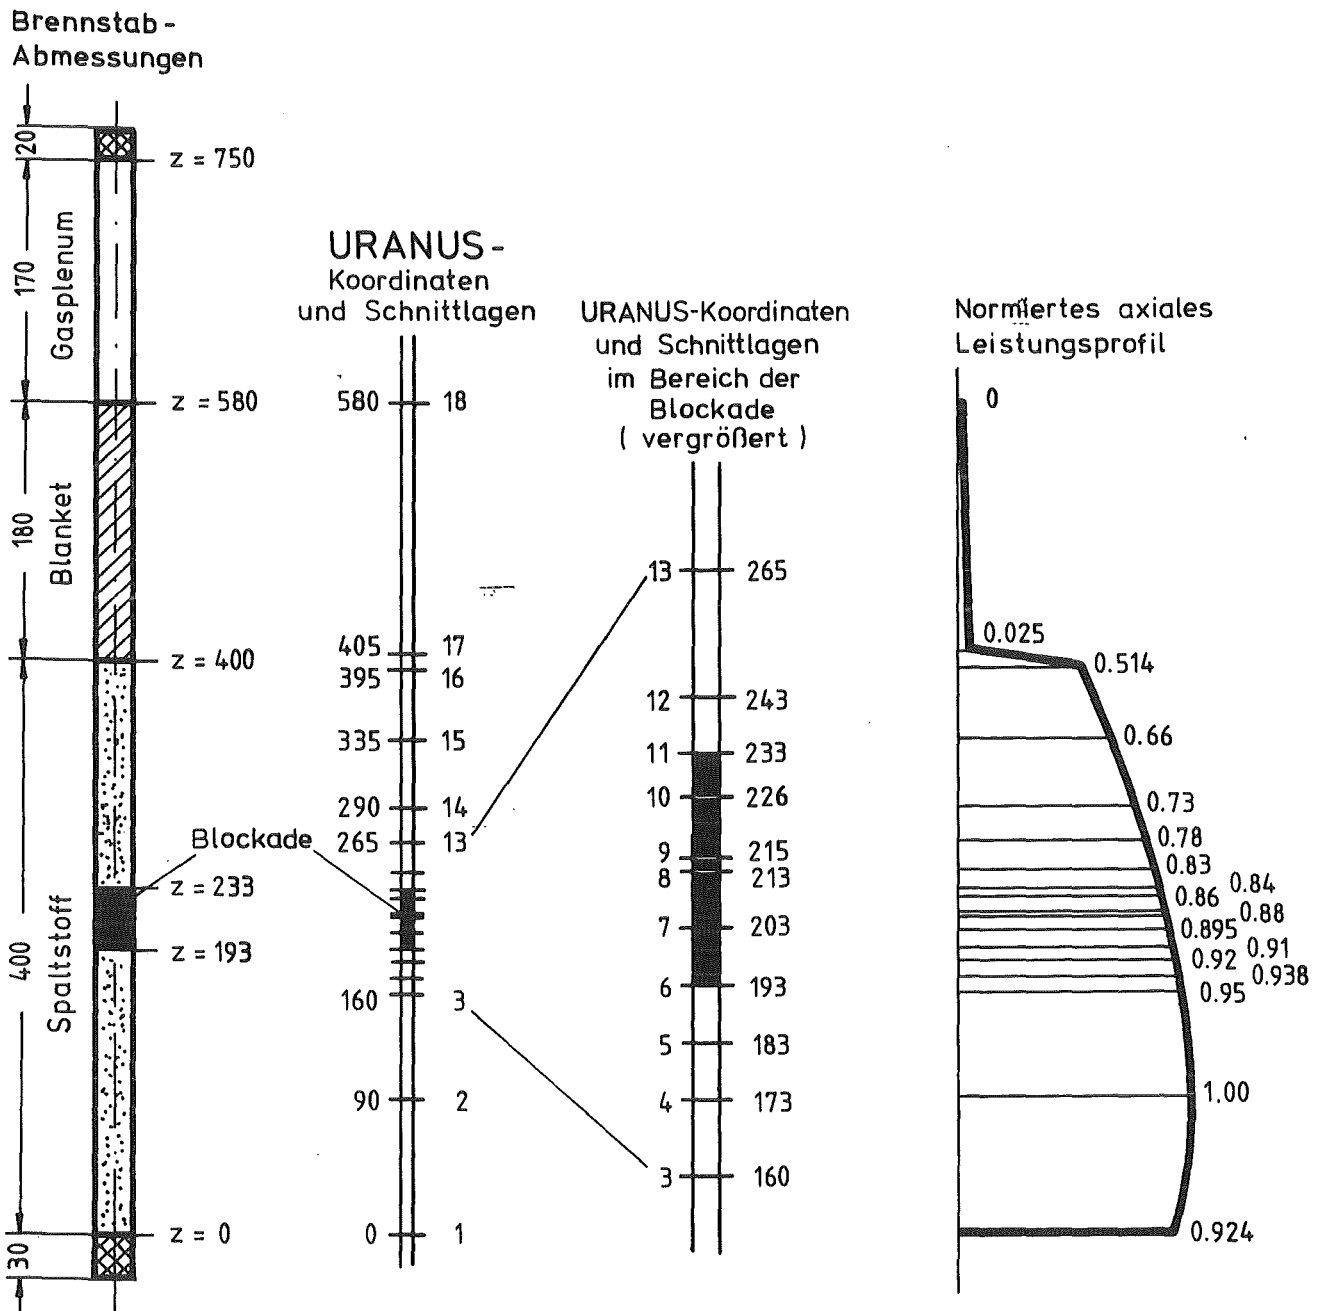 Brennstab-
Abmessungen
20
170
Gasplenum
180
Blanket
400
Spaltstoff
30
z = 750
z = 580
z = 400
z = 233
z = 193
z = 0
Blockade
URANUS-
Koordinaten
und Schnittlagen
580 18
405 17
395 16
335 15
290 14
265 13
160 3
90 2
0 1
URANUS-Koordinaten
und Schnittlagen
im Bereich der
Blockade
( vergrößert )
13 265
12 243
11 233
10 226
9 215
8 213
7 203
6 193
5 183
4 173
3 160
Normiertes axiales
Leistungsprofil
0
0.025
0.514
0.66
0.73
0.78
0.83
0.84
0.86
0.88
0.895
0.91
0.92
0.938
0.95
1.00
0.924